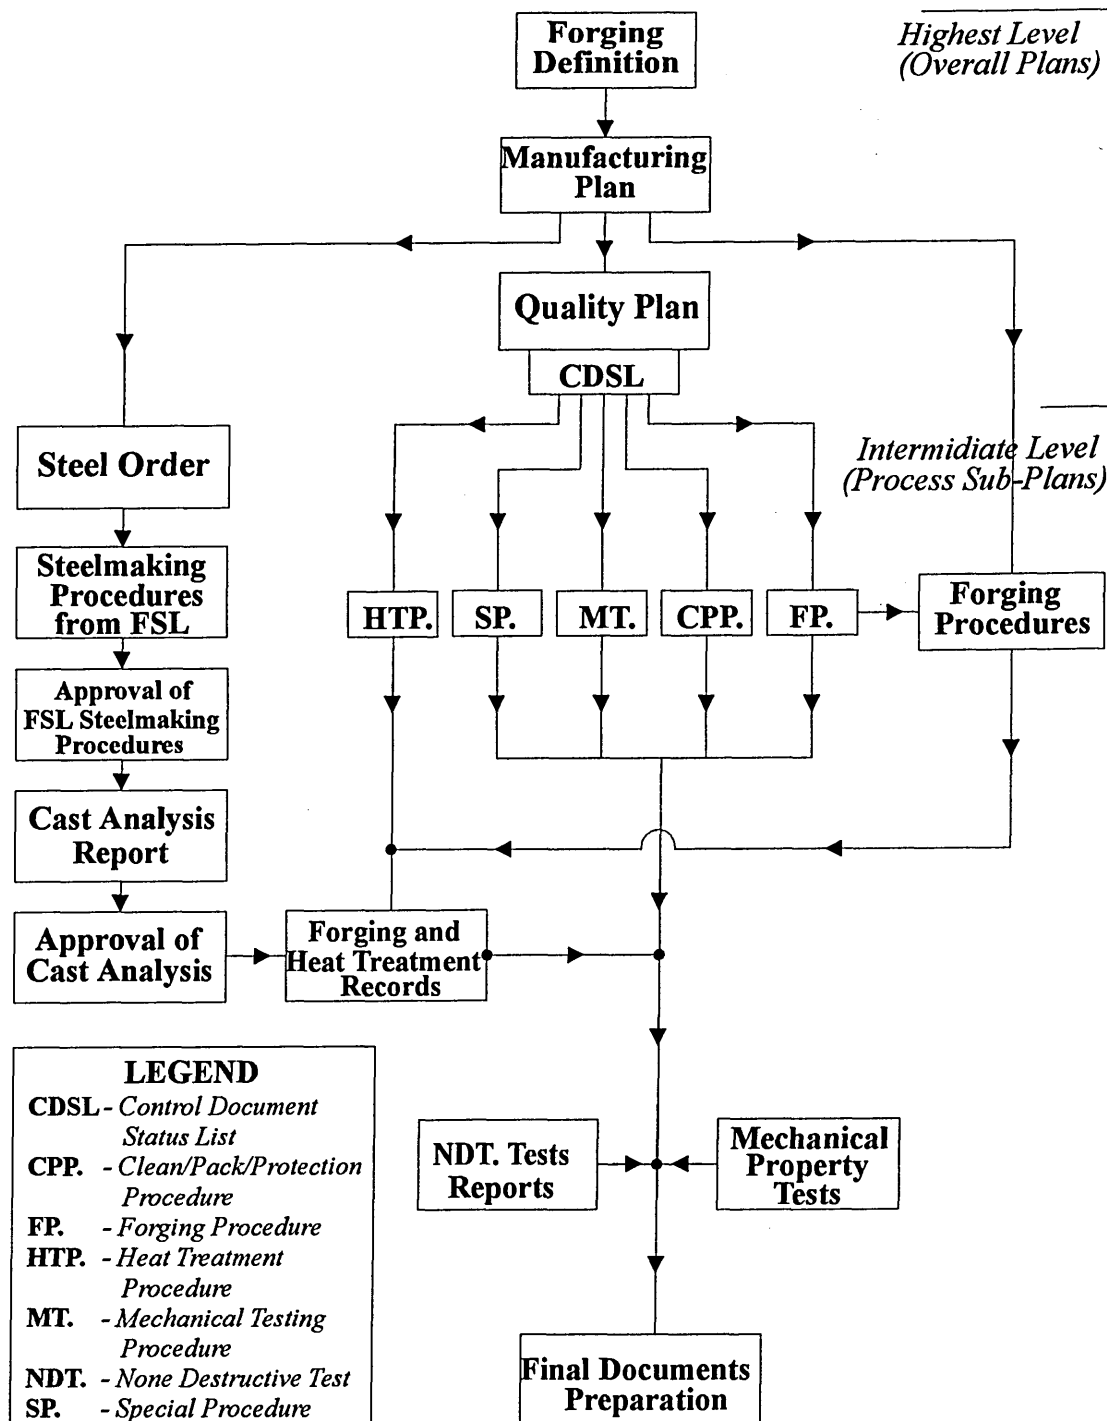 Forging
Definition
Highest Level
(Overall Plans)
Manufacturing
Plan
Quality Plan
CDSL
Intermidiate Level
(Process Sub-Plans)
Steel Order
Steelmaking
Procedures
from FSL
HTP.
SP.
MT.
CPP.
FP.
Forging
Procedures
Approval of
FSL Steelmaking
Procedures
Cast Analysis
Report
Approval of
Cast Analysis
Forging and
Heat Treatment
Records
NDT. Tests
Reports
Mechanical
Property
Tests
Final Documents
Preparation
LEGEND
CDSL - Control Document
Status List
CPP. - Clean/Pack/Protection
Procedure
FP. - Forging Procedure
HTP. - Heat Treatment
Procedure
MT. - Mechanical Testing
Procedure
NDT. - None Destructive Test
SP. - Special Procedure